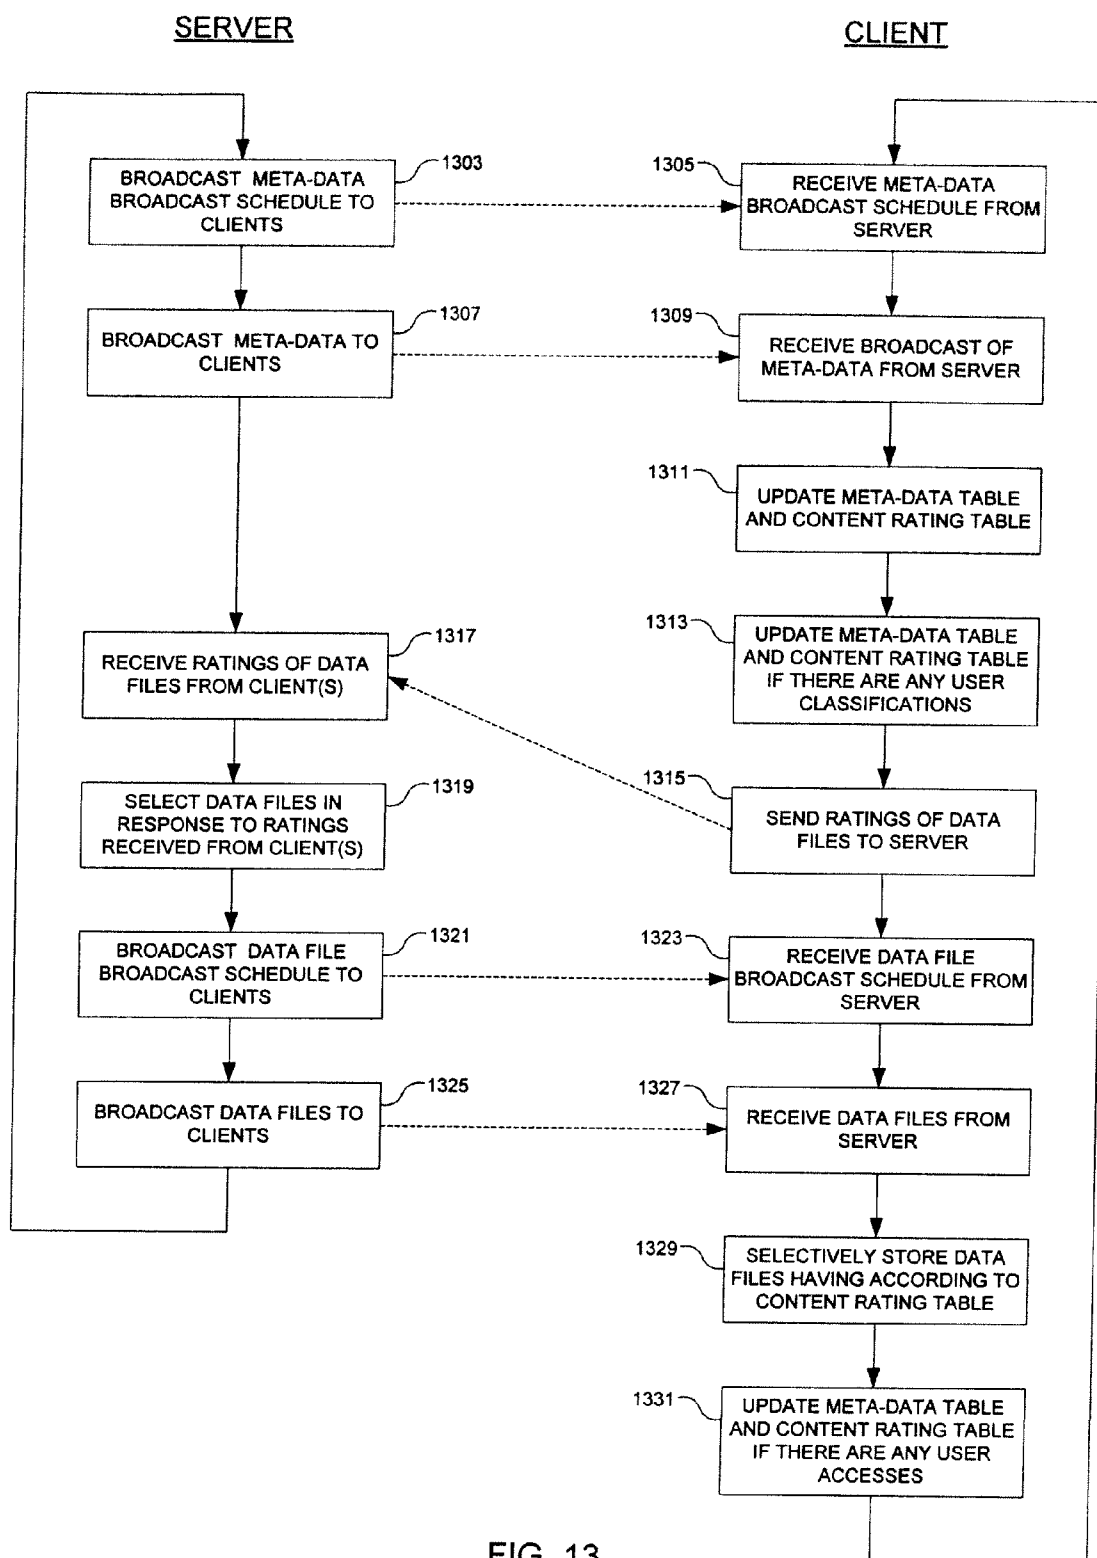 SERVER
CLIENT
1303
BROADCAST META-DATA
BROADCAST SCHEDULE TO
CLIENTS
1305
RECEIVE META-DATA
BROADCAST SCHEDULE FROM
SERVER
1307
BROADCAST META-DATA TO
CLIENTS
1309
RECEIVE BROADCAST OF
META-DATA FROM SERVER
1311
UPDATE META-DATA TABLE
AND CONTENT RATING TABLE
1313
UPDATE META-DATA TABLE
AND CONTENT RATING TABLE
IF THERE ARE ANY USER
CLASSIFICATIONS
1317
RECEIVE RATINGS OF DATA
FILES FROM CLIENT(S)
1315
SEND RATINGS OF DATA
FILES TO SERVER
1319
SELECT DATA FILES IN
RESPONSE TO RATINGS
RECEIVED FROM CLIENT(S)
1321
BROADCAST DATA FILE
BROADCAST SCHEDULE TO
CLIENTS
1323
RECEIVE DATA FILE
BROADCAST SCHEDULE FROM
SERVER
1325
BROADCAST DATA FILES TO
CLIENTS
1327
RECEIVE DATA FILES FROM
SERVER
1329
SELECTIVELY STORE DATA
FILES HAVING ACCORDING TO
CONTENT RATING TABLE
1331
UPDATE META-DATA TABLE
AND CONTENT RATING TABLE
IF THERE ARE ANY USER
ACCESSES
FIG. 13